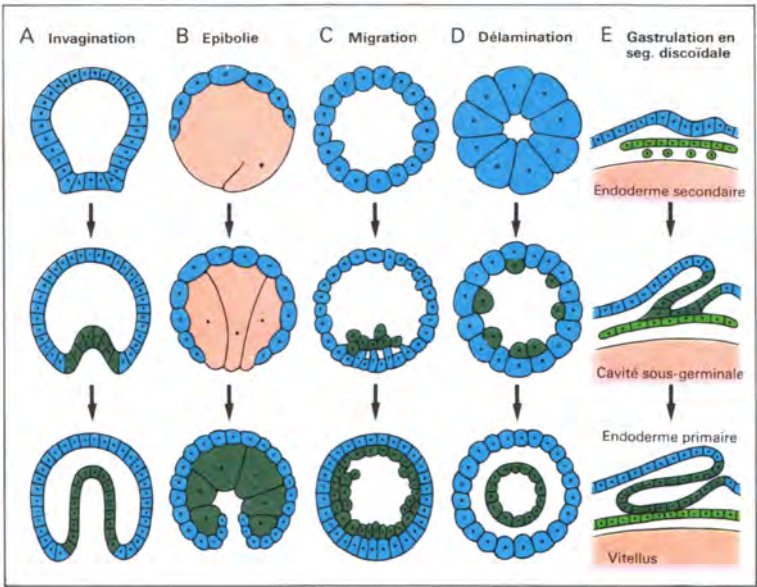 A Invagination
B Epibolie
C Migration
D Délamination
E Gastrulation en
seg. discoïdale
Endoderme secondaire
Cavité sous-germinale
Endoderme primaire
Vitellus